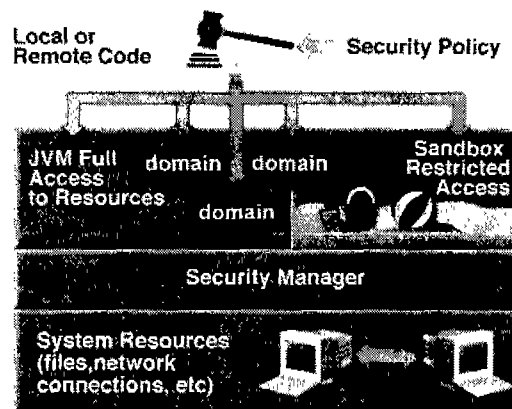 Local or
Remote Code
Security Policy
JVM Full
Access
to Resources
domain
domain
domain
Sandbox
Restricted
Access
Security Manager
System Resources
(files,network
connections, etc)